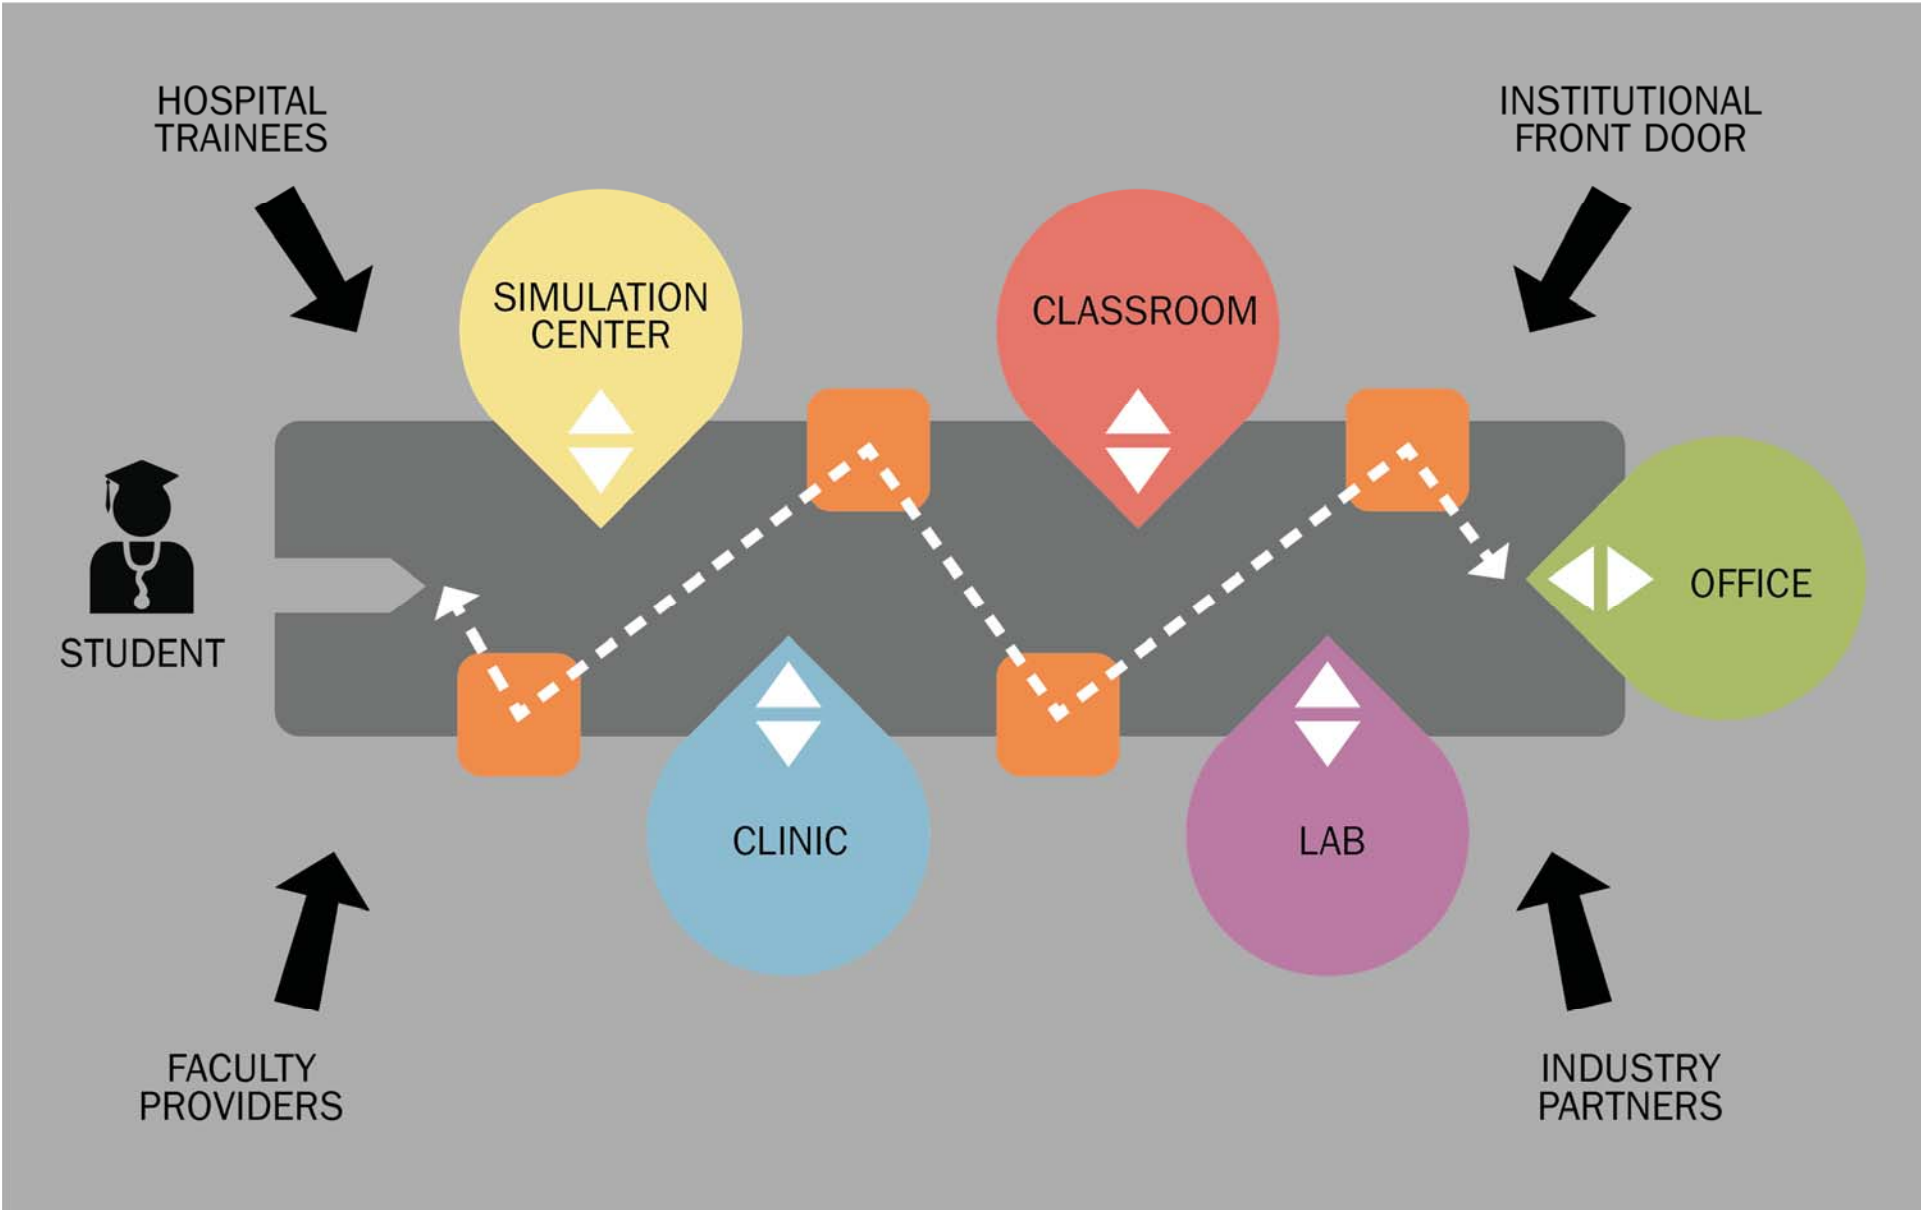 HOSPITAL
TRAINEES
INSTITUTIONAL
FRONT DOOR
SIMULATION
CENTER
CLASSROOM
STUDENT
OFFICE
CLINIC
LAB
FACULTY
PROVIDERS
INDUSTRY
PARTNERS